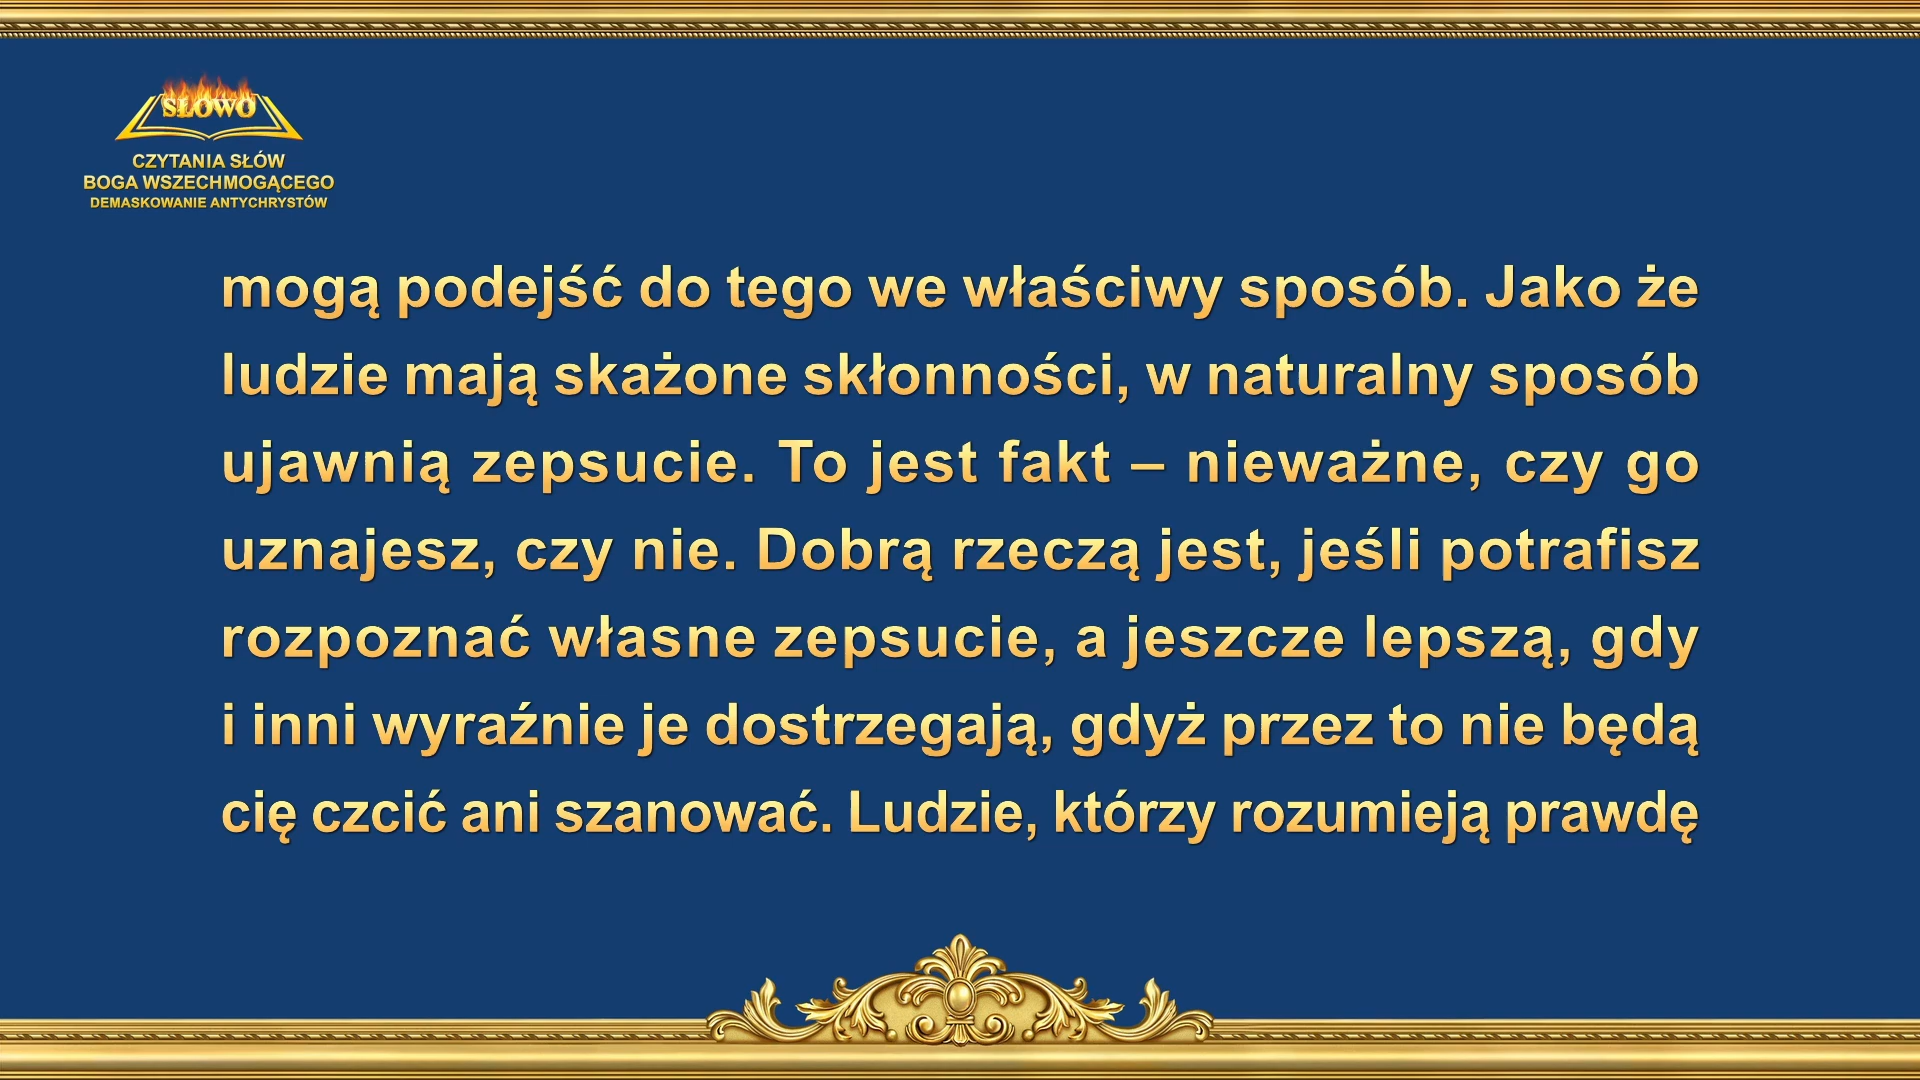 SŁOWO
CZYTANIA SŁÓW
BOGA WSZECHMOGĄCEGO
DEMASKOWANIE ANTYCHRYSTÓW
mogą podejść do tego we właściwy sposób. Jako że
ludzie mają skażone skłonności, w naturalny sposób
ujawnią zepsucie. To jest fakt – nieważne, czy go
uznajesz, czy nie. Dobrą rzeczą jest, jeśli potrafisz
rozpoznać własne zepsucie, a jeszcze lepszą, gdy
i inni wyraźnie je dostrzegają, gdyż przez to nie będą
cię czcić ani szanować. Ludzie, którzy rozumieją prawdę